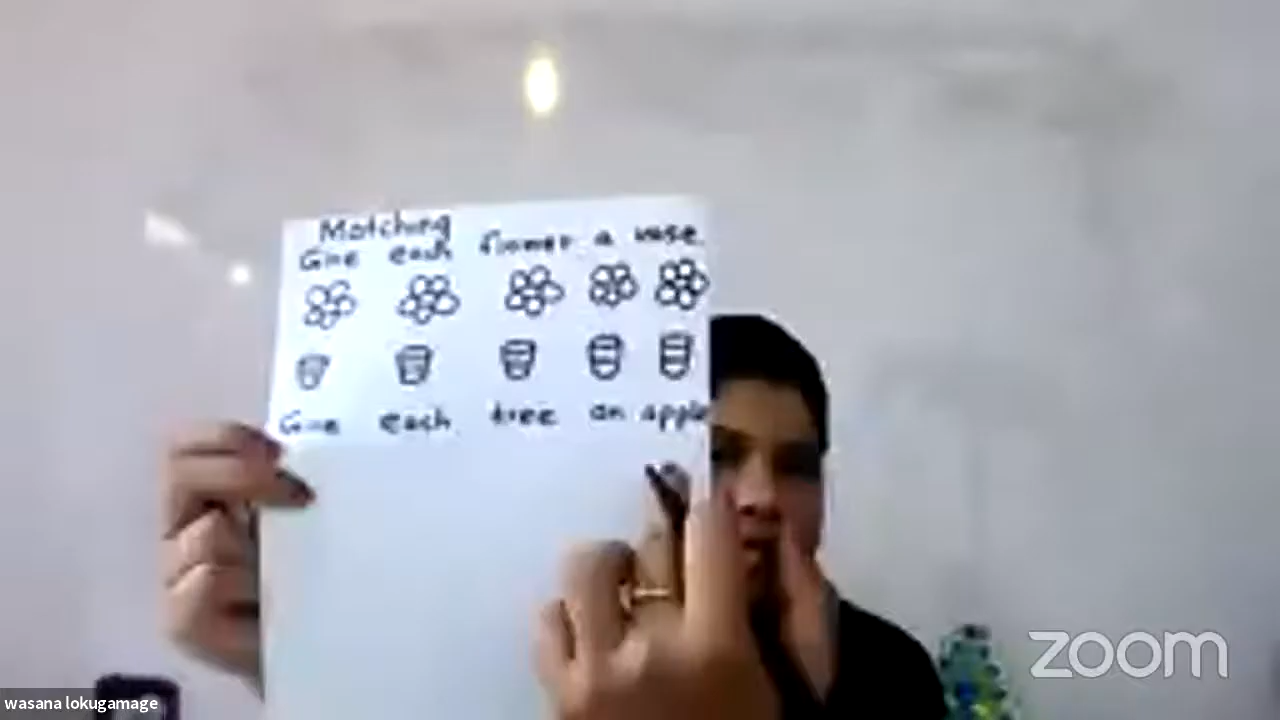 Matching
Give each flower a vase.
Give each tree an apple
wasana lokugamage
zoom